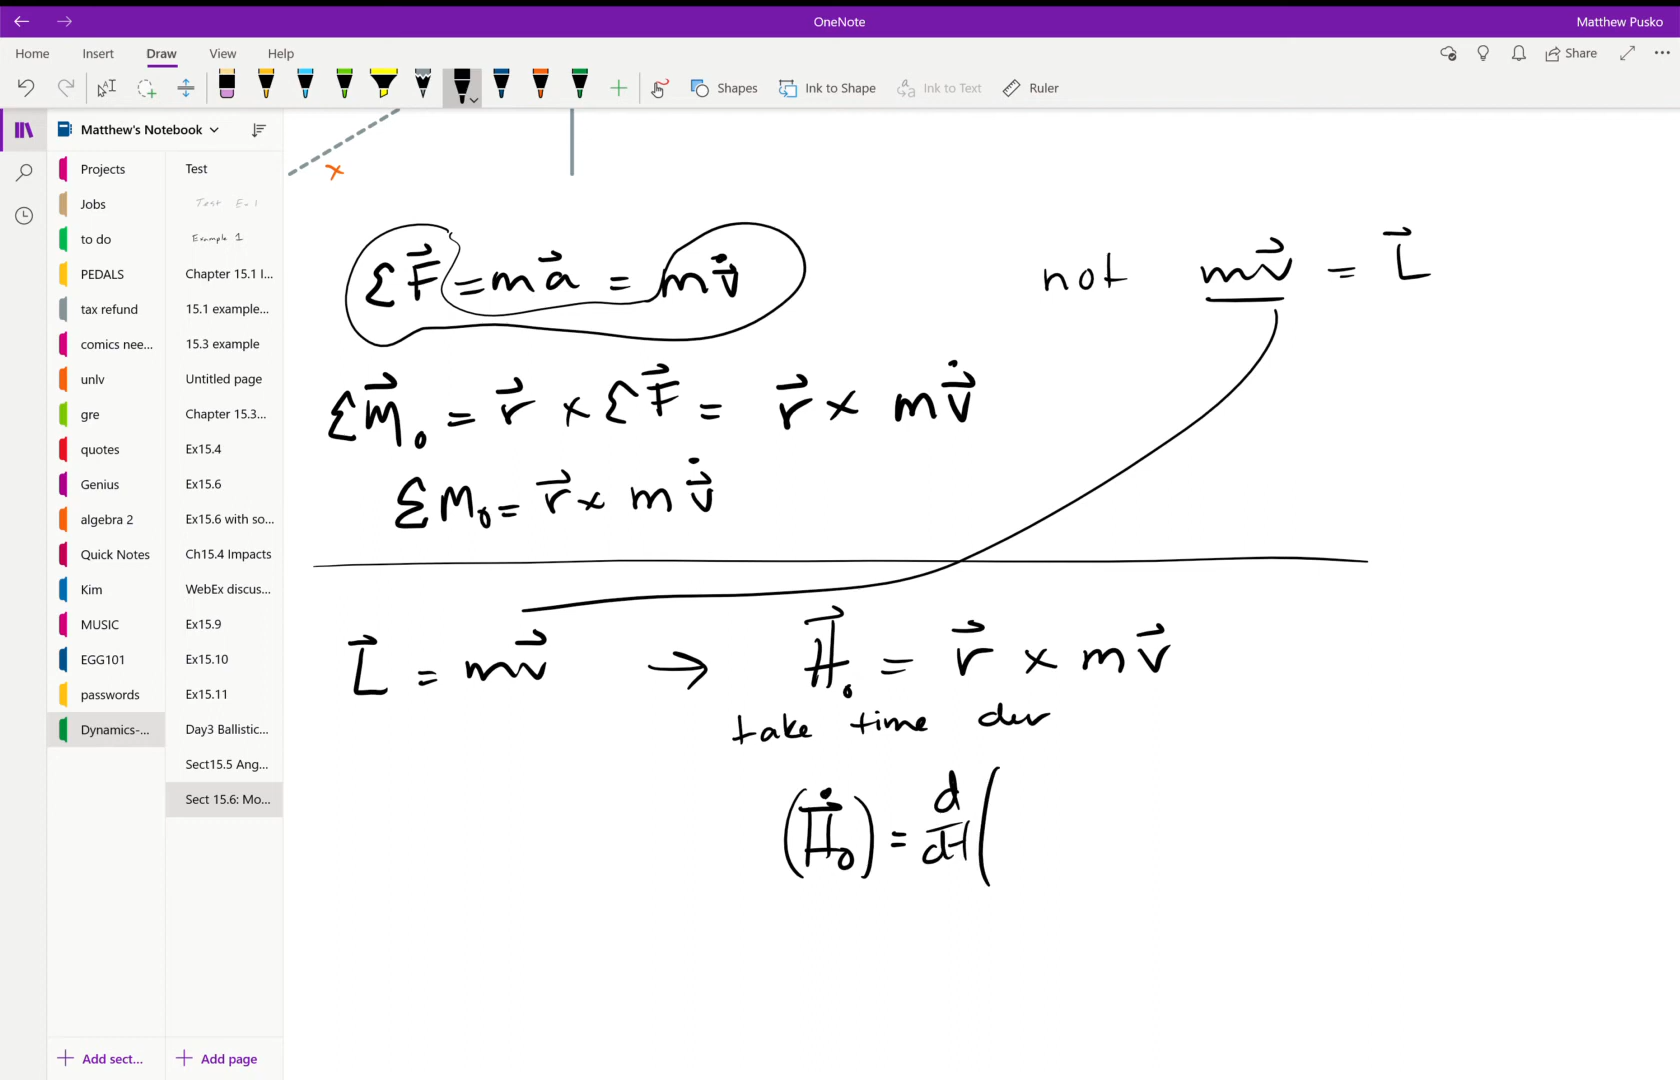 OneNote
Matthew Pusko
Home Insert Draw View Help
Share
Shapes Ink to Shape Ink to Text Ruler
Matthew's Notebook
Projects
Jobs
to do
PEDALS
tax refund
comics nee...
unlv
gre
quotes
Genius
algebra 2
Quick Notes
Kim
MUSIC
EGG101
passwords
Dynamics-...
Add sect...
Test
Test Ex 1
Example 1
Chapter 15.1 I...
15.1 example...
15.3 example
Untitled page
Chapter 15.3...
Ex15.4
Ex15.6
Ex15.6 with so...
Ch15.4 Impacts
WebEx discus...
Ex15.9
Ex15.10
Ex15.11
Day3 Ballistic...
Sect15.5 Ang...
Sect 15.6: Mo...
Add page
x
ΣF⃗ = ma⃗ = mv⃗̇ not mv⃗ = L⃗
ΣM⃗₀ = r⃗ × ΣF⃗ = r⃗ × mv⃗̇
ΣM₀ = r⃗ × mv⃗̇
L⃗ = mv⃗ → H⃗₀ = r⃗ × mv⃗
take time der
(H⃗̇₀) = d/dt (